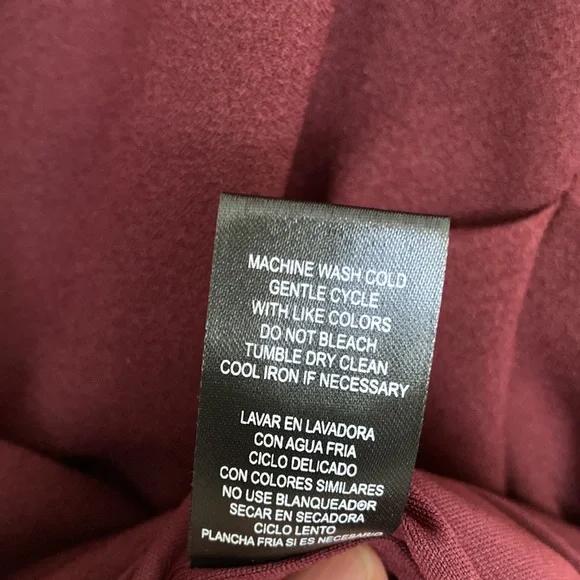 MACHINE WASH COLD
GENTLE CYCLE
WITH LIKE COLORS
DO NOT BLEACH
TUMBLE DRY CLEAN
COOL IRON IF NECESSARY
LAVAR EN LAVADORA
CON AGUA FRIA
CICLO DELICADO
CON COLORES SIMILARES
NO USE BLANQUEADOR
SECAR EN SECADORA
CICLO LENTO
PLANCHA FRIA SI ES NECESARIO